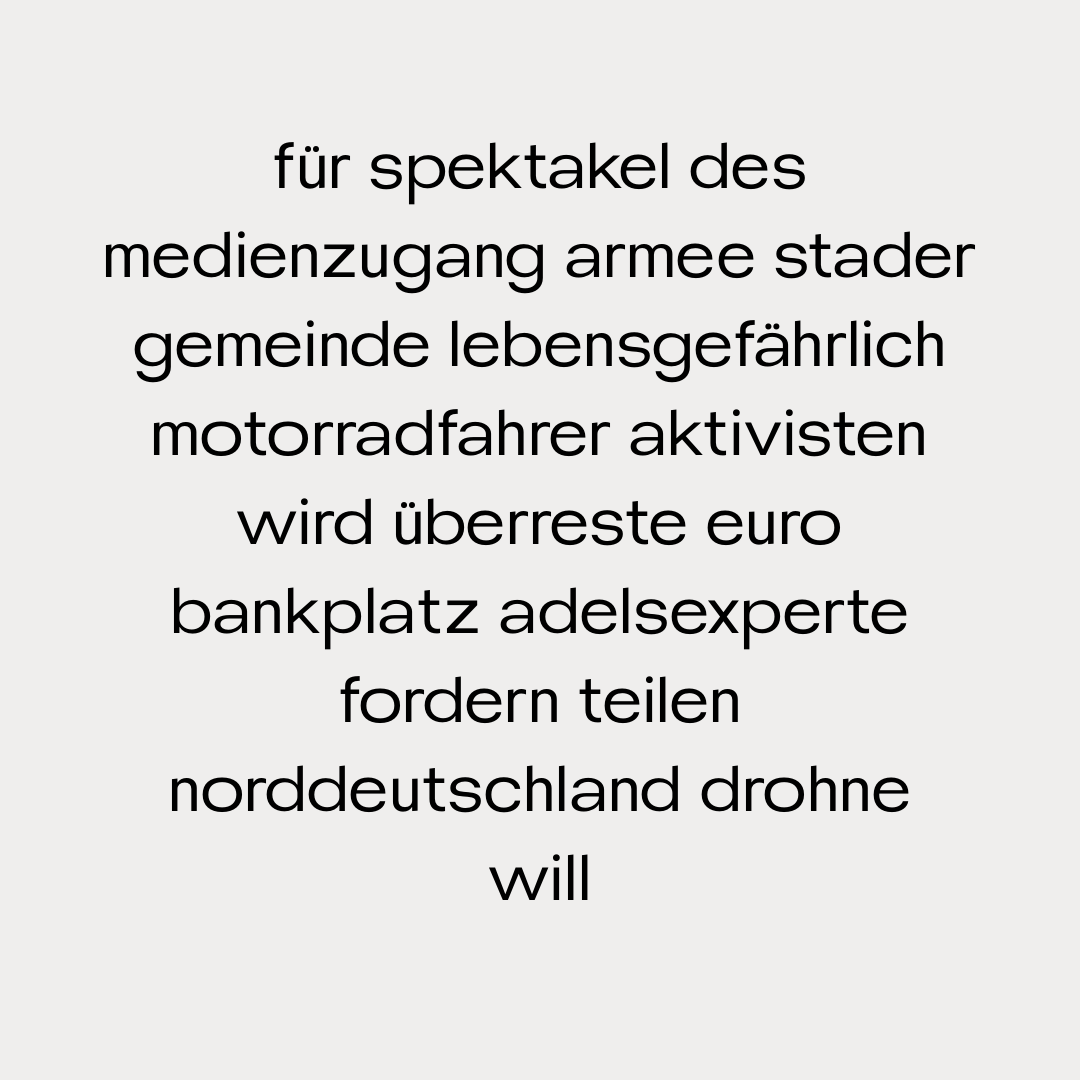 für spektakel des
medienzugang armee stader
gemeinde lebensgefährlich
motorradfahrer aktivisten
wird überreste euro
bankplatz adelsexperte
fordern teilen
norddeutschland drohne
will